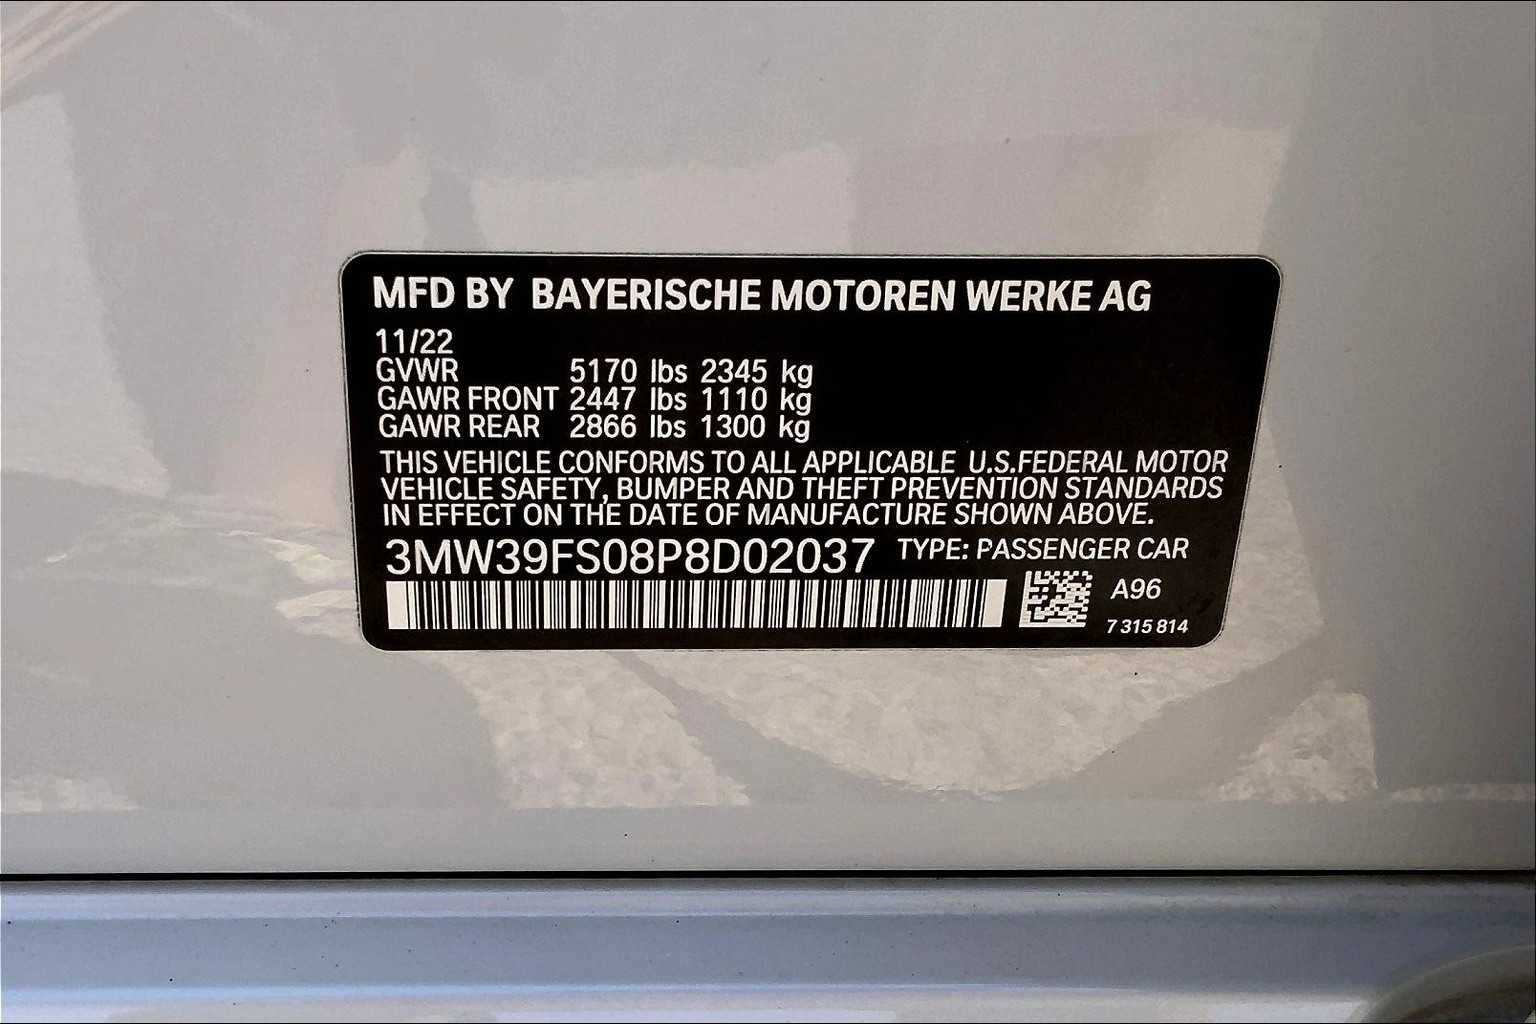 MFD BY BAYERISCHE MOTOREN WERKE AG
11/22
GVWR 5170 lbs 2345 kg
GAWR FRONT 2447 lbs 1110 kg
GAWR REAR 2866 lbs 1300 kg
THIS VEHICLE CONFORMS TO ALL APPLICABLE U.S.FEDERAL MOTOR
VEHICLE SAFETY, BUMPER AND THEFT PREVENTION STANDARDS
IN EFFECT ON THE DATE OF MANUFACTURE SHOWN ABOVE.
3MW39FS08P8D02037 TYPE: PASSENGER CAR
A96
7 315 814